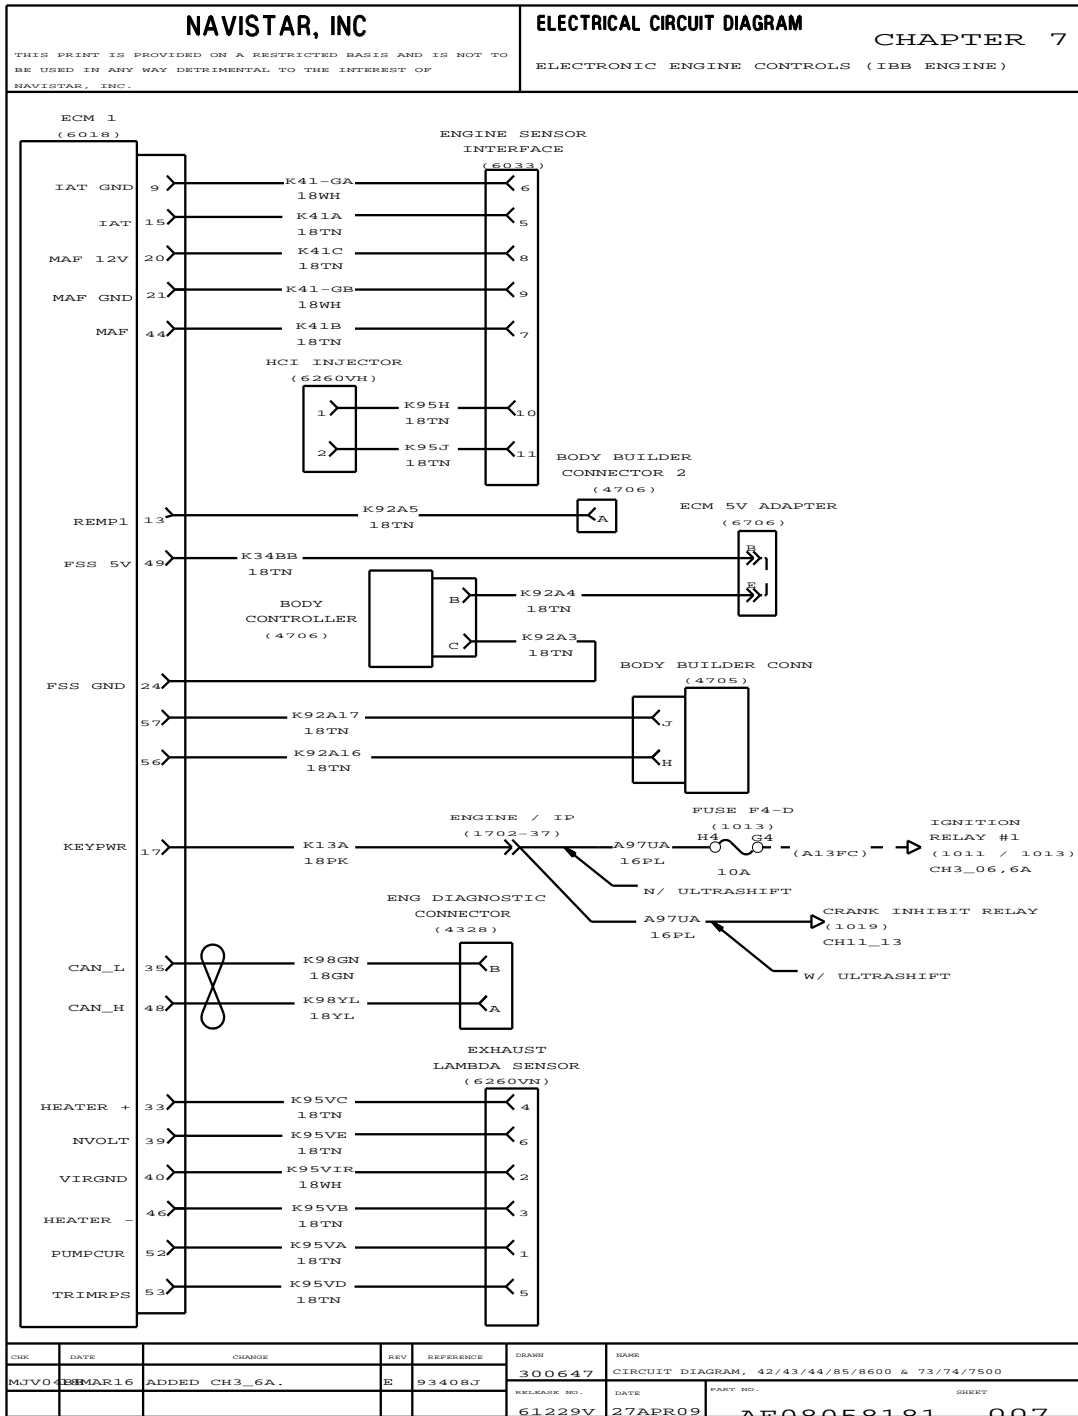 NAVISTAR, INC
THIS PRINT IS PROVIDED ON A RESTRICTED BASIS AND IS NOT TO
BE USED IN ANY WAY DETRIMENTAL TO THE INTEREST OF
NAVISTAR, INC.
ELECTRICAL CIRCUIT DIAGRAM
CHAPTER 7
ELECTRONIC ENGINE CONTROLS (IBB ENGINE)
ECM 1
(6018)
ENGINE SENSOR
INTERFACE
(6033)
IAT GND 9 K41-GA 6
18WH
IAT 15 K41A 5
18TN
MAF 12V 20 K41C 8
18TN
MAF GND 21 K41-GB 9
18WH
MAF 44 K41B 7
18TN
HCI INJECTOR
(6260VH)
1 K95H 10
18TN
2 K95J 11
18TN
BODY BUILDER
CONNECTOR 2
(4706)
REMP1 13 K92A5 A
18TN
ECM 5V ADAPTER
(6706)
FSS 5V 49 K34BB B
18TN
BODY
CONTROLLER
(4706)
B K92A4 E
18TN
C K92A3
18TN
FSS GND 24
BODY BUILDER CONN
(4705)
57 K92A17 J
18TN
56 K92A16 H
18TN
ENGINE / IP
(1702-37)
FUSE F4-D
(1013)
H4 G4
10A
KEYPWR 17 K13A
18PK
A97UA
16PL
(A13FC)
IGNITION
RELAY #1
(1011 / 1013)
CH3_06,6A
N/ ULTRASHIFT
A97UA
16PL
CRANK INHIBIT RELAY
(1019)
CH11_13
W/ ULTRASHIFT
ENG DIAGNOSTIC
CONNECTOR
(4328)
CAN_L 35 K98GN B
18GN
CAN_H 48 K98YL A
18YL
EXHAUST
LAMBDA SENSOR
(6260VN)
HEATER + 33 K95VC 4
18TN
NVOLT 39 K95VE 6
18TN
VIRGND 40 K95VIR 2
18WH
HEATER - 46 K95VB 3
18TN
PUMPCUR 52 K95VA 1
18TN
TRIMRPS 53 K95VD 5
18TN
CHK DATE CHANGE REV REFERENCE
ADDED CH3_6A. E 93408J
DRAWN
300647
NAME
CIRCUIT DIAGRAM, 42/43/44/85/8600 & 73/74/7500
RELEASE NO.
61229V
DATE
27APR09
PART NO.
AF08058181
SHEET
007